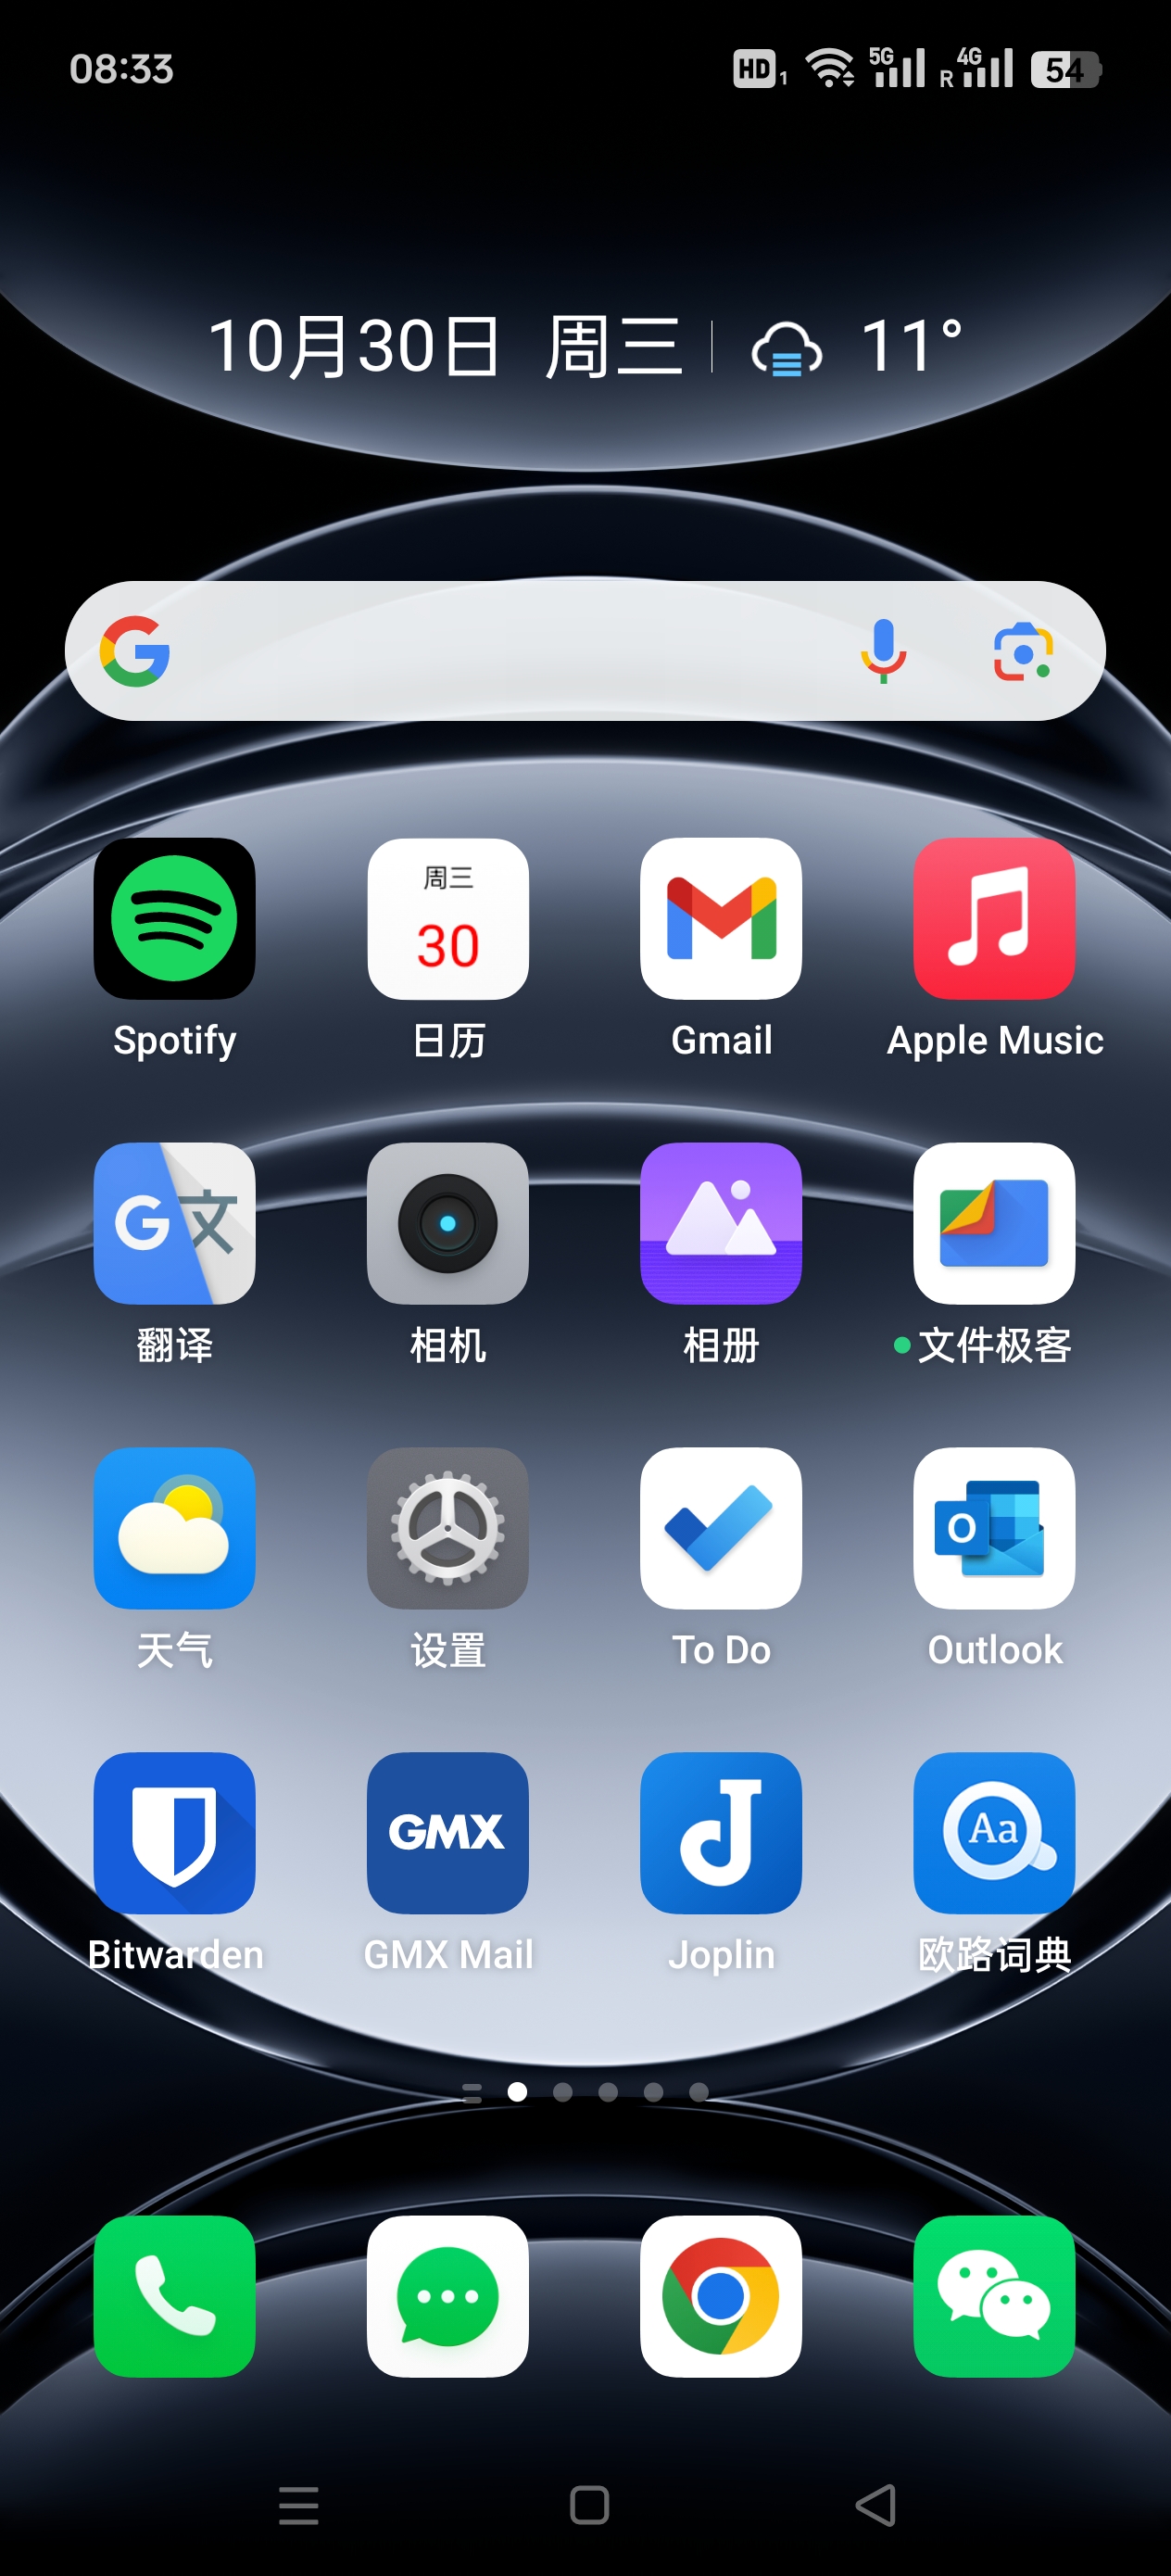 08:33 HD 1 5G R 4G 54
10月30日 周三 11°
周三
30
Spotify 日历 Gmail Apple Music
G 文
翻译 相机 相册 文件极客
O
天气 设置 To Do Outlook
GMX Aa
Bitwarden GMX Mail Joplin 欧路词典